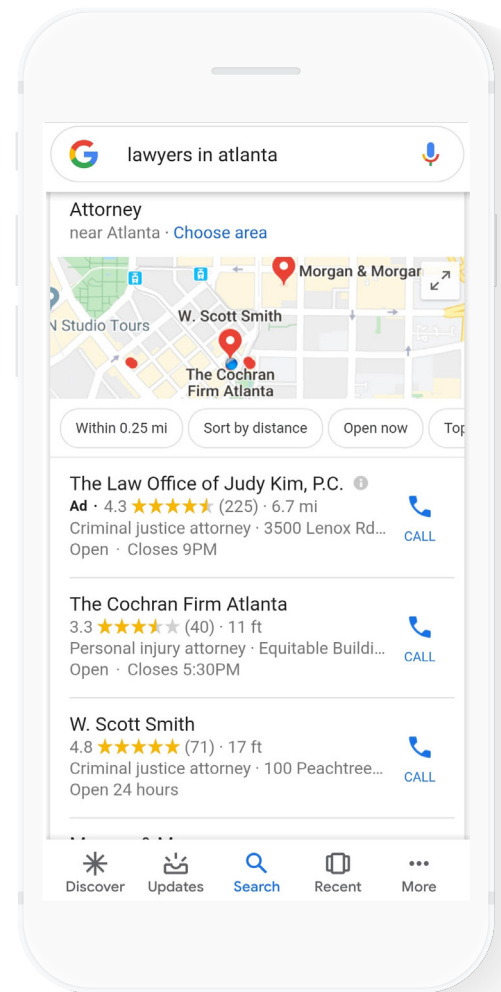 lawyers in atlanta
Attorney
near Atlanta · Choose area
Morgan & Morgan
N Studio Tours
W. Scott Smith
The Cochran
Firm Atlanta
Within 0.25 mi
Sort by distance
Open now
Top
The Law Office of Judy Kim, P.C.
Ad · 4.3 (225) · 6.7 mi
Criminal justice attorney · 3500 Lenox Rd...
Open · Closes 9PM
CALL
The Cochran Firm Atlanta
3.3 (40) · 11 ft
Personal injury attorney · Equitable Buildi...
Open · Closes 5:30PM
CALL
W. Scott Smith
4.8 (71) · 17 ft
Criminal justice attorney · 100 Peachtree...
Open 24 hours
CALL
Discover
Updates
Search
Recent
More